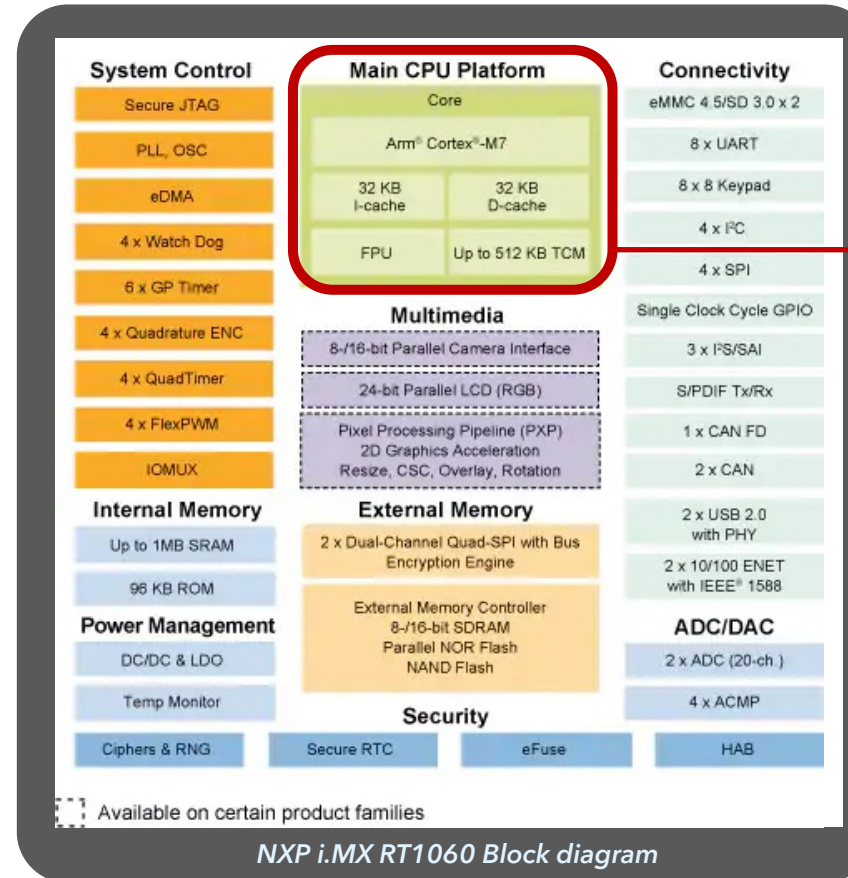 System Control
Secure JTAG
PLL, OSC
eDMA
4 x Watch Dog
6 x GP Timer
4 x Quadrature ENC
4 x QuadTimer
4 x FlexPWM
IOMUX
Internal Memory
Up to 1MB SRAM
96 KB ROM
Power Management
DC/DC & LDO
Temp Monitor
Main CPU Platform
Core
Arm® Cortex®-M7
32 KB
I-cache
32 KB
D-cache
FPU
Up to 512 KB TCM
Multimedia
8-/16-bit Parallel Camera Interface
24-bit Parallel LCD (RGB)
Pixel Processing Pipeline (PXP)
2D Graphics Acceleration
Resize, CSC, Overlay, Rotation
External Memory
2 x Dual-Channel Quad-SPI with Bus
Encryption Engine
External Memory Controller
8-/16-bit SDRAM
Parallel NOR Flash
NAND Flash
Connectivity
eMMC 4.5/SD 3.0 x 2
8 x UART
8 x 8 Keypad
4 x I²C
4 x SPI
Single Clock Cycle GPIO
3 x I²S/SAI
S/PDIF Tx/Rx
1 x CAN FD
2 x CAN
2 x USB 2.0
with PHY
2 x 10/100 ENET
with IEEE® 1588
ADC/DAC
2 x ADC (20-ch.)
4 x ACMP
Security
Ciphers & RNG
Secure RTC
eFuse
HAB
Available on certain product families
NXP i.MX RT1060 Block diagram